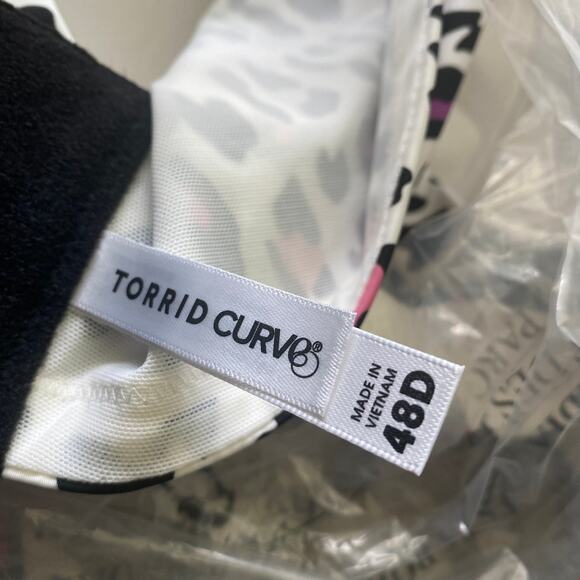 TORRID CURVE®
MADE IN
VIETNAM
48D